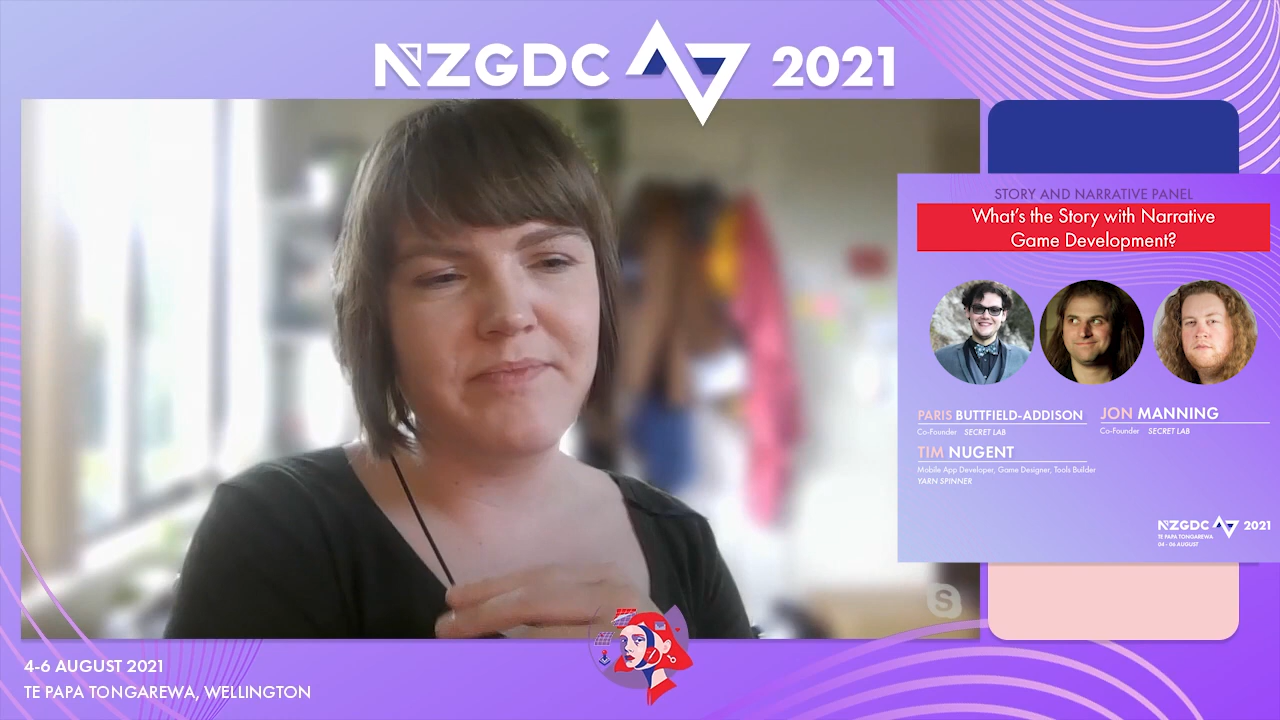 NZGDC 2021
STORY AND NARRATIVE PANEL
What's the Story with Narrative
Game Development?
PARIS BUTTFIELD-ADDISON
Co-Founder SECRET LAB
JON MANNING
Co-Founder SECRET LAB
TIM NUGENT
Mobile App Developer, Game Designer, Tools Builder
YARN SPINNER
NZGDC 2021
TE PAPA TONGAREWA
04 - 06 AUGUST
S
4-6 AUGUST 2021
TE PAPA TONGAREWA, WELLINGTON